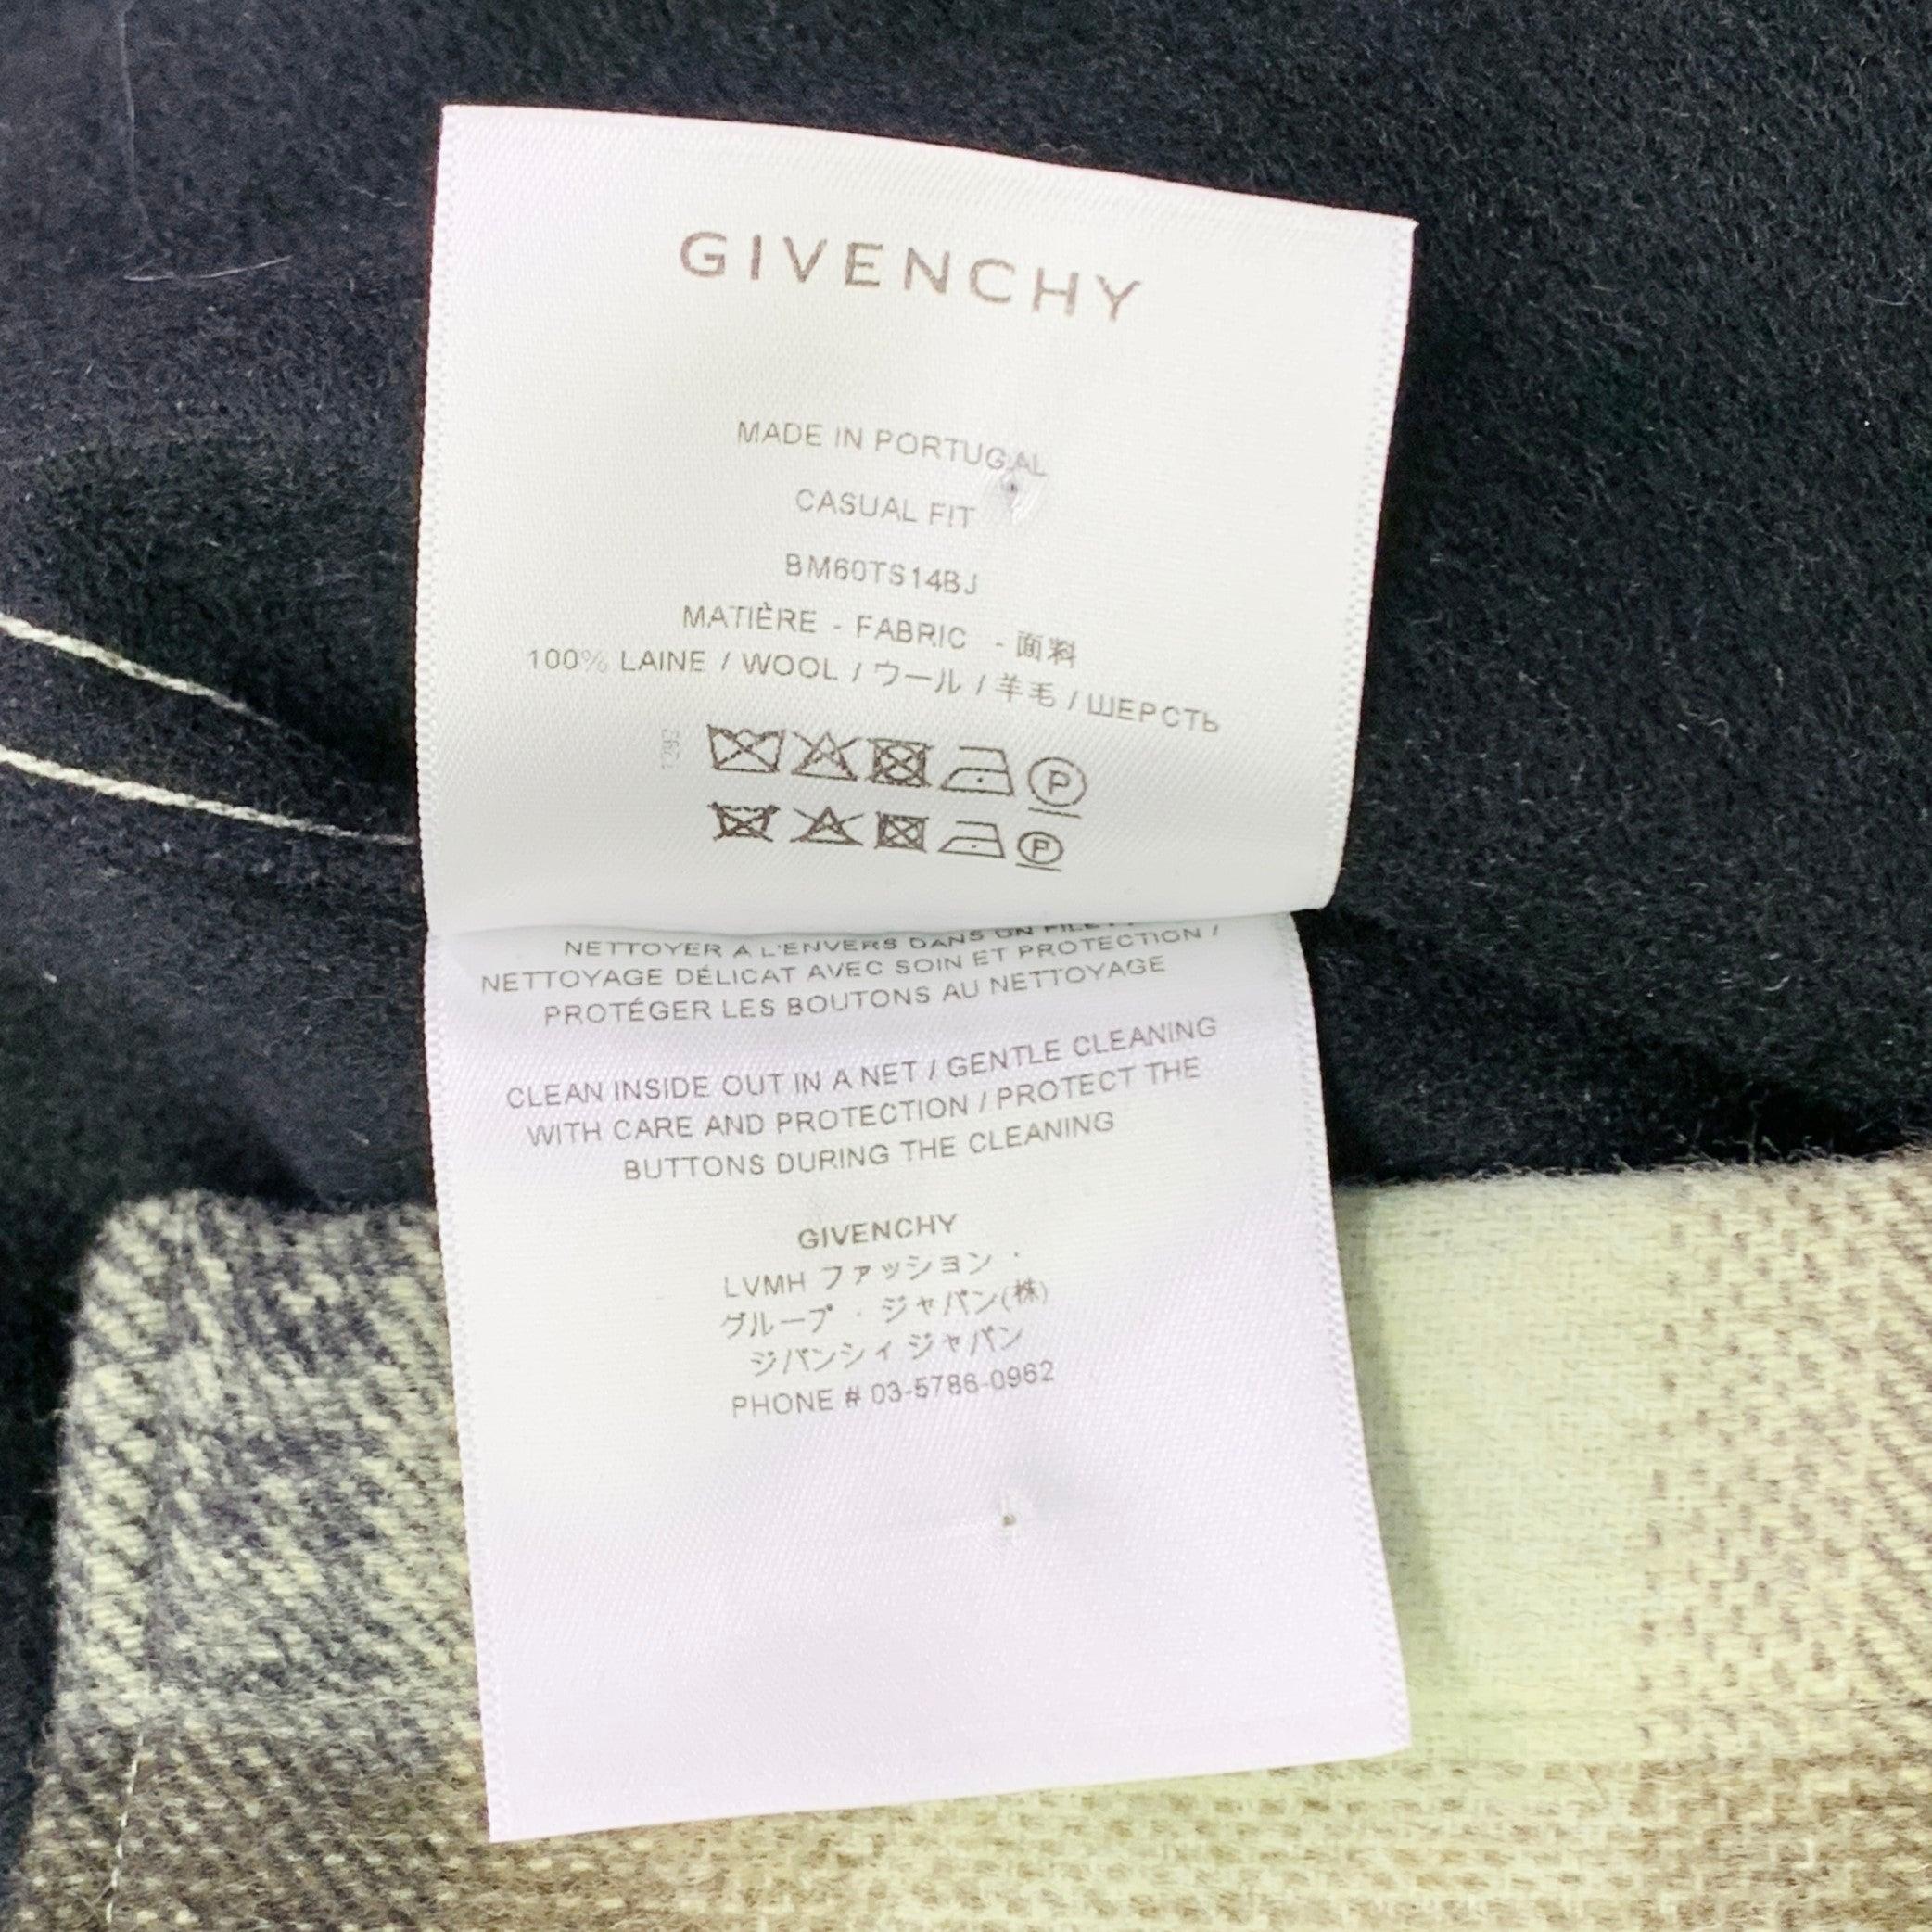 GIVENCHY
MADE IN PORTUGAL
CASUAL FIT
BM60TS14BJ
MATIÈRE - FABRIC - 面料
100% LAINE / WOOL / ウール / 羊毛 / ШЕРСТЬ
P
P
NETTOYER A L'ENVERS DANS UN
NETTOYAGE DÉLICAT AVEC SOIN ET PROTECTION /
PROTÉGER LES BOUTONS AU NETTOYAGE
CLEAN INSIDE OUT IN A NET / GENTLE CLEANING
WITH CARE AND PROTECTION / PROTECT THE
BUTTONS DURING THE CLEANING
GIVENCHY
LVMH ファッション ・
グループ ・ ジャパン(株)
ジバンシィ ジャパン
PHONE # 03-5786-0962